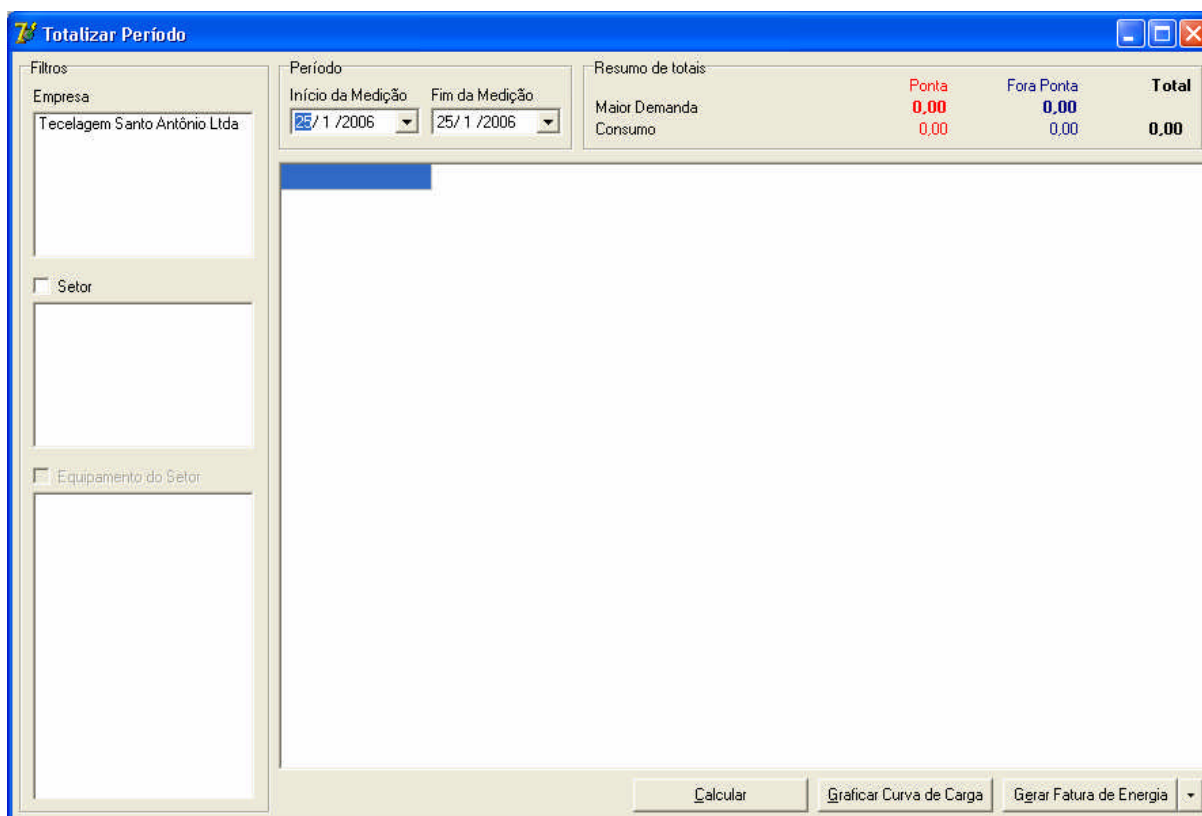 Totalizar Período
Filtros
Empresa
Tecelagem Santo Antônio Ltda
Setor
Equipamento do Setor
Período
Início da Medição Fim da Medição
25/ 1 /2006 25/ 1 /2006
Resumo de totais
Ponta Fora Ponta Total
Maior Demanda 0,00 0,00
Consumo 0,00 0,00 0,00
Calcular Graficar Curva de Carga Gerar Fatura de Energia